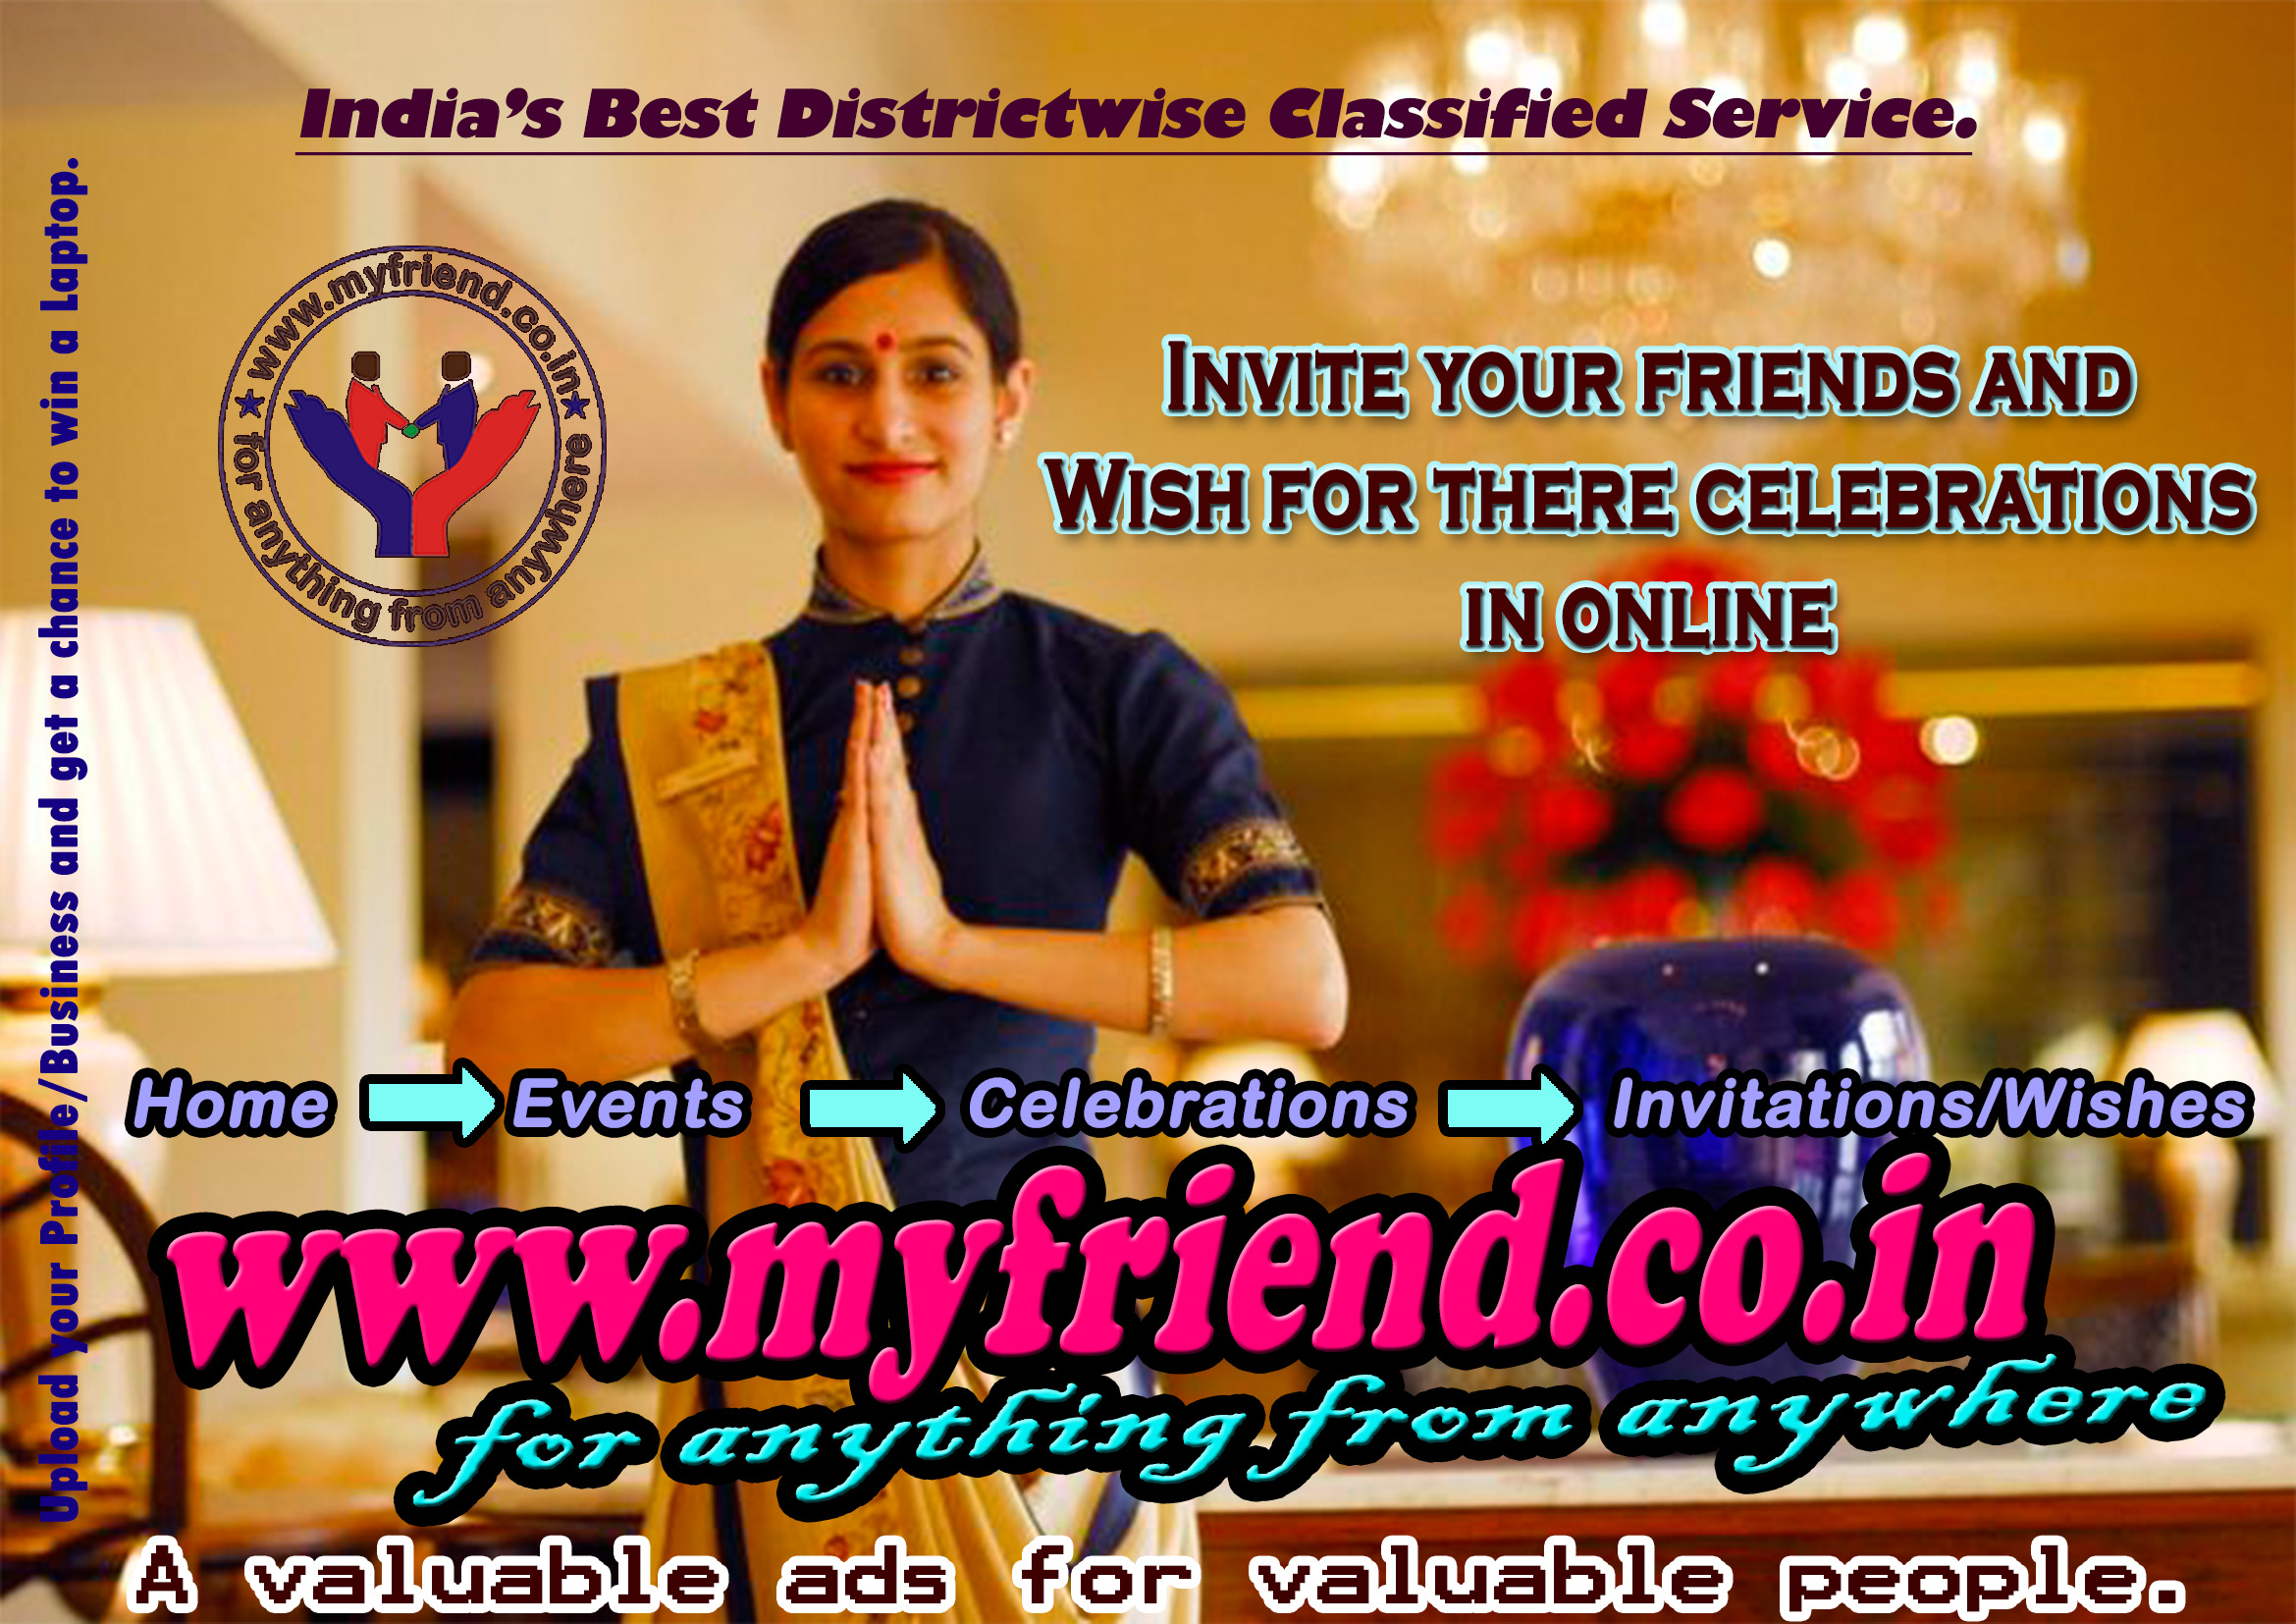 India's Best Districtwise Classified Service.
Upload your Profile/Business and get a chance to win a Laptop.
www.myfriend.co.in
for anything from anywhere
Invite your friends and
Wish for there celebrations
in online
Home Events Celebrations Invitations/Wishes
www.myfriend.co.in
for anything from anywhere
A valuable ads for valuable people.